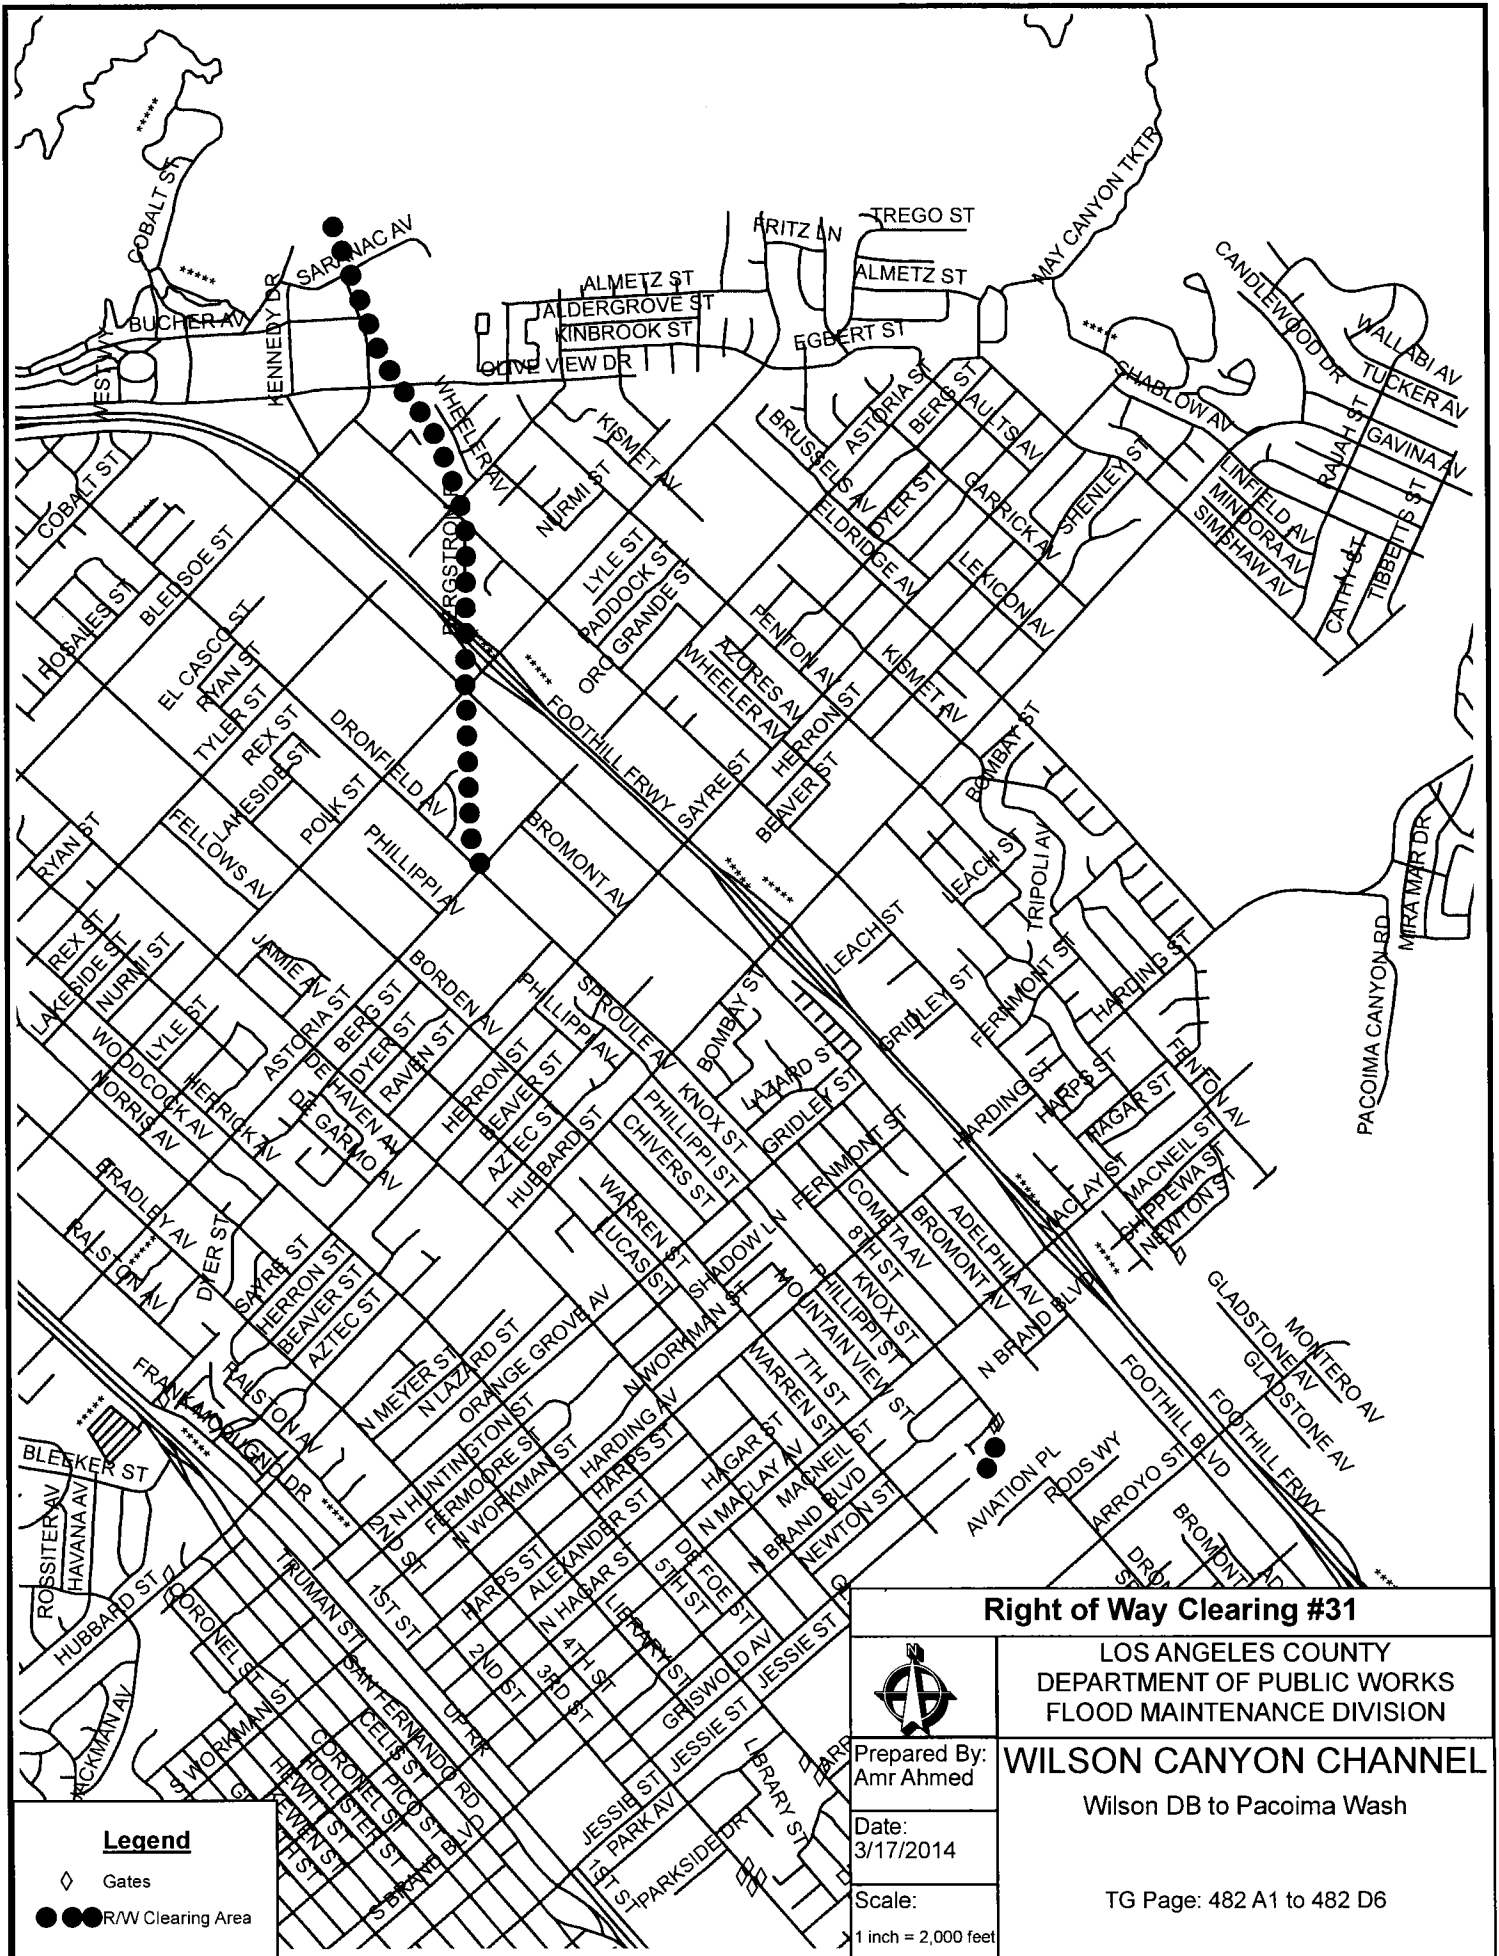 COBALT ST
SARANAC AV
KENNEDY DR
BUCHER AV
ALMETZ ST
ALDERGROVE ST
KINBROOK ST
OLIVE VIEW DR
FRITZ LN
TREGO ST
ALMETZ ST
EGBERT ST
MAY CANYON TKTR
CANDLEWOOD DR
WALLABI AV
TUCKER AV
GAVINA AV
RAJAH ST
SHABLOW AV
LINFIELD AV
MINDORA AV
SIMSHAW AV
CATHY ST
TIBBETTS ST
WHEELER AV
KISMET AV
NURMI ST
BRUSSELS AV
ASTORIA ST
BERG ST
VAULTS AV
DYER ST
GARRICK AV
SHENLEY ST
ELDRIDGE AV
LEXICON AV
COBALT ST
BLEDSOE ST
ROSALES ST
EL CASCO ST
RYAN ST
TYLER ST
REX ST
LAKESIDE ST
POLK ST
DRONFIELD AV
FELLOWS AV
PHILLIPPI AV
LYLE ST
PADDOCK ST
ORO GRANDE ST
FENTON AV
AZORES AV
WHEELER AV
HERRON ST
KISMET AV
BEAVER ST
SAYRE ST
FOOTHILL FRWY
BROMONT AV
BOMBAY ST
LEACH ST
TRIPOLI AV
LEACH ST
GRIDLEY ST
FERNMONT ST
HARDING ST
MIRA MAR DR
PACOIMA CANYON RD
RYAN ST
REX ST
LAKESIDE ST
NURMI ST
JAMIE AV
LYLE ST
WOODCOCK AV
NORRIS AV
HERRICK AV
ASTORIA ST
BERG ST
DYER ST
RAVEN ST
DE HAVEN AV
DE GARMO AV
BORDEN AV
PHILLIPPI AV
SPROULE AV
HERRON ST
BEAVER ST
AZTEC ST
HUBBARD ST
BOMBAY ST
LAZARD ST
GRIDLEY ST
KNOX ST
PHILLIPPI ST
CHIVERS ST
FERNMONT ST
HARDING ST
HARPS ST
HAGAR ST
FENTON AV
MACLAY ST
MACNEIL ST
SHIPPEWA ST
NEWTON ST
BRADLEY AV
RALSTON AV
DYER ST
SAYRE ST
HERRON ST
BEAVER ST
AZTEC ST
WARREN ST
LUCAS ST
SHADOW LN
COMETA AV
8TH ST
BROMONT AV
ADELPHIA AV
N BRAND BLVD
KNOX ST
PHILLIPPI ST
MOUNTAIN VIEW ST
7TH ST
WARREN ST
N WORKMAN ST
ORANGE GROVE AV
N LAZARD ST
N MEYER ST
RALSTON AV
FRANK MODUGNO DR
N HUNTINGTON ST
FERMOORE ST
N WORKMAN ST
HARDING AV
HARPS ST
HAGAR ST
N MACLAY AV
MACNEIL ST
N BRAND BLVD
NEWTON ST
GLADSTONE AV
MONTERO AV
GLADSTONE AV
FOOTHILL BLVD
FOOTHILL FRWY
AVIATION PL
RODS WY
ARROYO ST
BROMONT
BLEEKER ST
ROSSITER AV
HAVANA AV
HUBBARD ST
CORONEL ST
TRUMAN ST
1ST ST
2ND ST
HARPS ST
ALEXANDER ST
N HAGAR ST
LIBRARY ST
5TH ST
DE FOE ST
2ND ST
3RD ST
4TH ST
GRISWOLD AV
JESSIE ST
JESSIE ST
JESSIE ST
PARK AV
1ST ST
PARKSIDE DR
LIBRARY ST
SAN FERNANDO RD
UP RR
S WORKMAN ST
CELIS ST
PICO ST
CORONEL ST
HOLLISTER ST
HEWITT ST
S BRAND BLVD
Right of Way Clearing #31
N
LOS ANGELES COUNTY
DEPARTMENT OF PUBLIC WORKS
FLOOD MAINTENANCE DIVISION
Prepared By:
Amr Ahmed
WILSON CANYON CHANNEL
Wilson DB to Pacoima Wash
Date:
3/17/2014
TG Page: 482 A1 to 482 D6
Scale:
1 inch = 2,000 feet
Legend
Gates
R/W Clearing Area